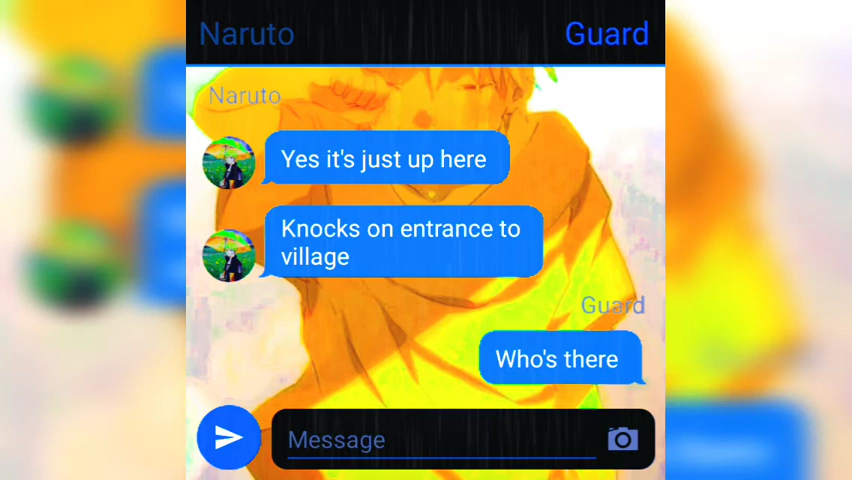 Naruto Guard
Naruto
Yes it's just up here
Knocks on entrance to
village
Guard
Who's there
Message